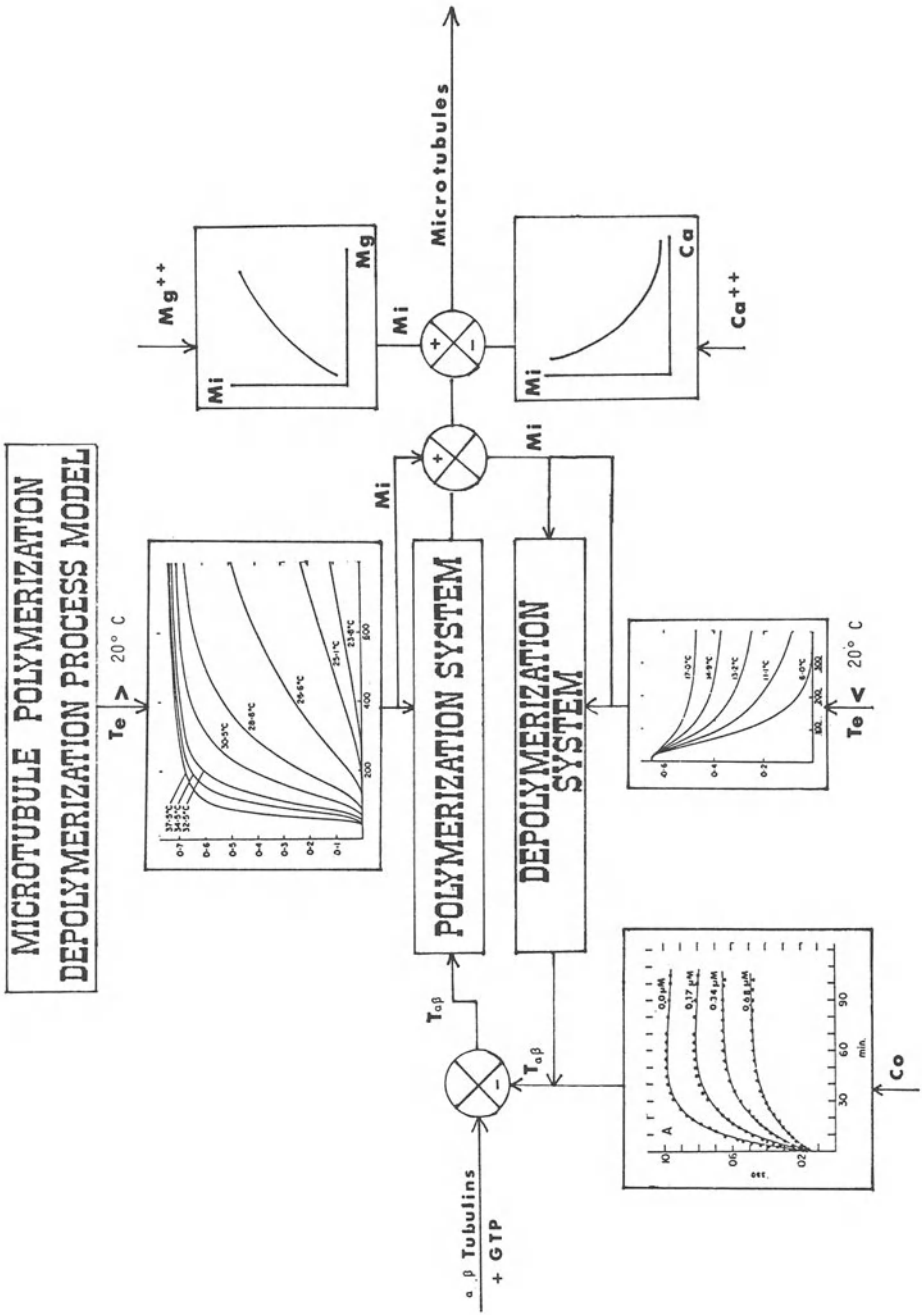 MICROTUBULE POLYMERIZATION
DEPOLYMERIZATION PROCESS MODEL
Te > 20° C
37·5°C
34·5°C
32·5°C
30·5°C
28·8°C
26·6°C
25·1°C
23·8°C
0·7
0·6
0·5
0·4
0·3
0·2
0·1
200
400
600
Mg++
Mi
Mg
Mi
Mi
α β Tubulins
+ GTP
Tαβ
POLYMERIZATION SYSTEM
+
+
-
Microtubules
-
Tαβ
DEPOLYMERIZATION
SYSTEM
Mi
Mi
Ca
Ca++
A
1.0
0.6
0.2
0.0 µM
0.17 µM
0.34 µM
0.68 µM
30
60
90
min.
Co
0·6
0·4
0·2
17·0°C
14·9°C
13·2°C
11·1°C
100
200
300
Te < 20° C